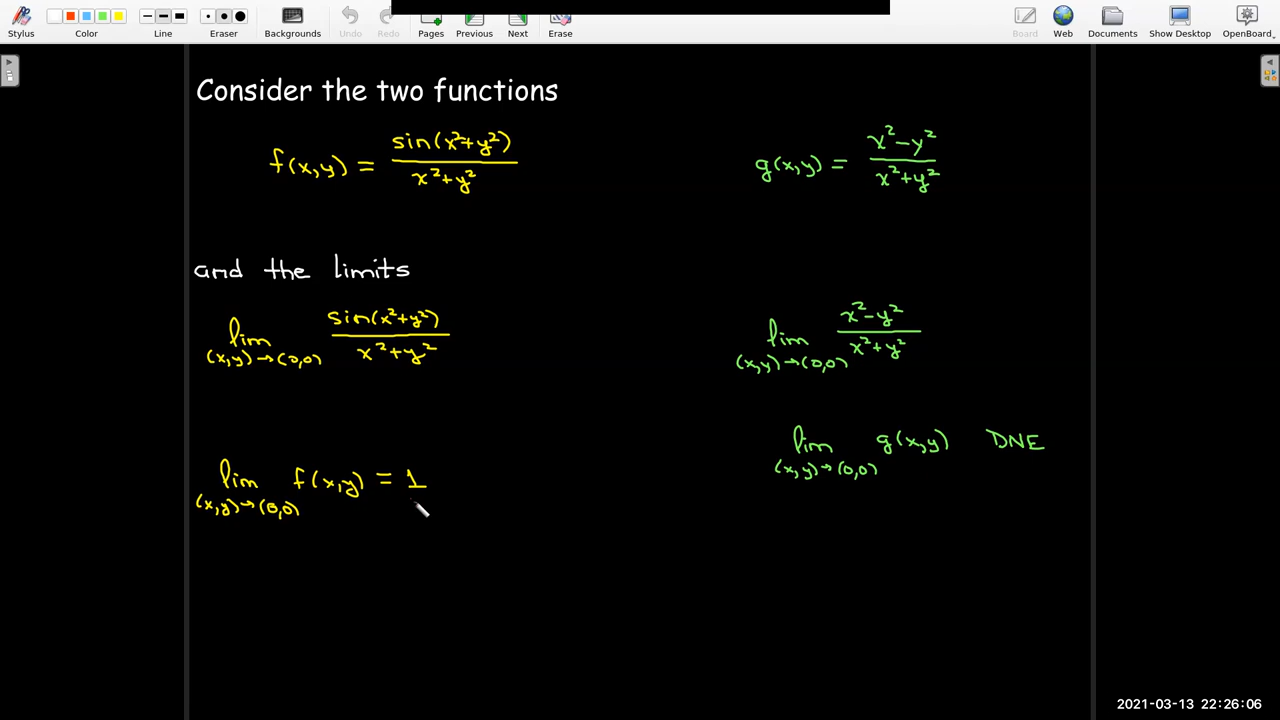 Stylus Color Line Eraser Backgrounds Undo Redo Pages Previous Next Erase Board Web Documents Show Desktop OpenBoard
Consider the two functions
f(x,y) = sin(x²+y²) / x²+y²
g(x,y) = x²-y² / x²+y²
and the limits
lim (x,y)→(0,0) sin(x²+y²) / x²+y²
lim (x,y)→(0,0) x²-y² / x²+y²
lim (x,y)→(0,0) g(x,y) DNE
lim (x,y)→(0,0) f(x,y) = 1
2021-03-13 22:26:06